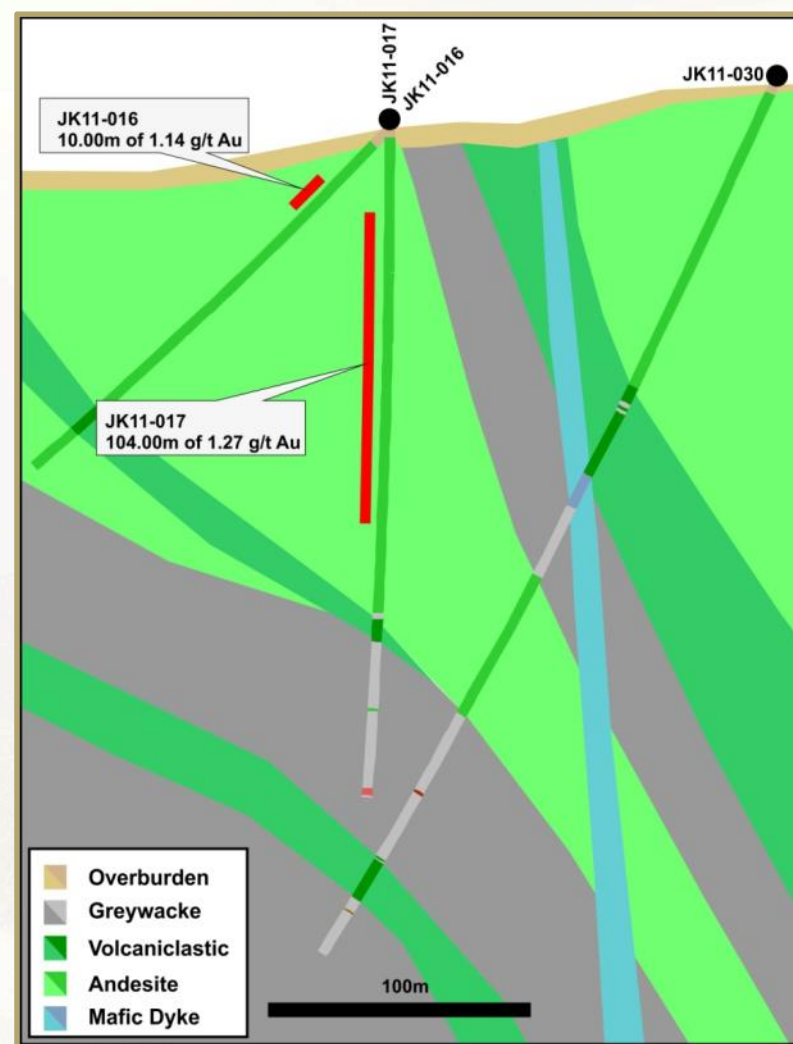 JK11-017
JK11-016
JK11-030
JK11-016
10.00m of 1.14 g/t Au
JK11-017
104.00m of 1.27 g/t Au
Overburden
Greywacke
Volcaniclastic
Andesite
Mafic Dyke
100m